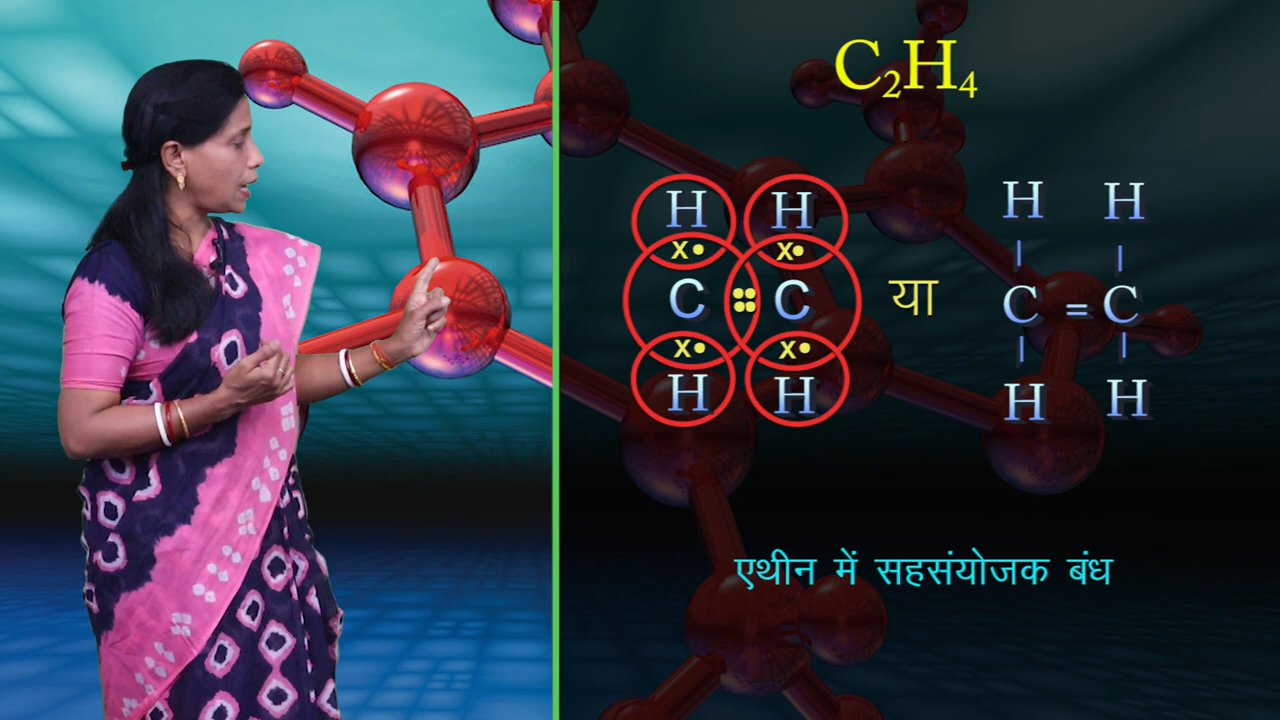 C₂H₄
H H H H
X• X•
C :: C या C = C
X• X•
H H H H
एथीन में सहसंयोजक बंध